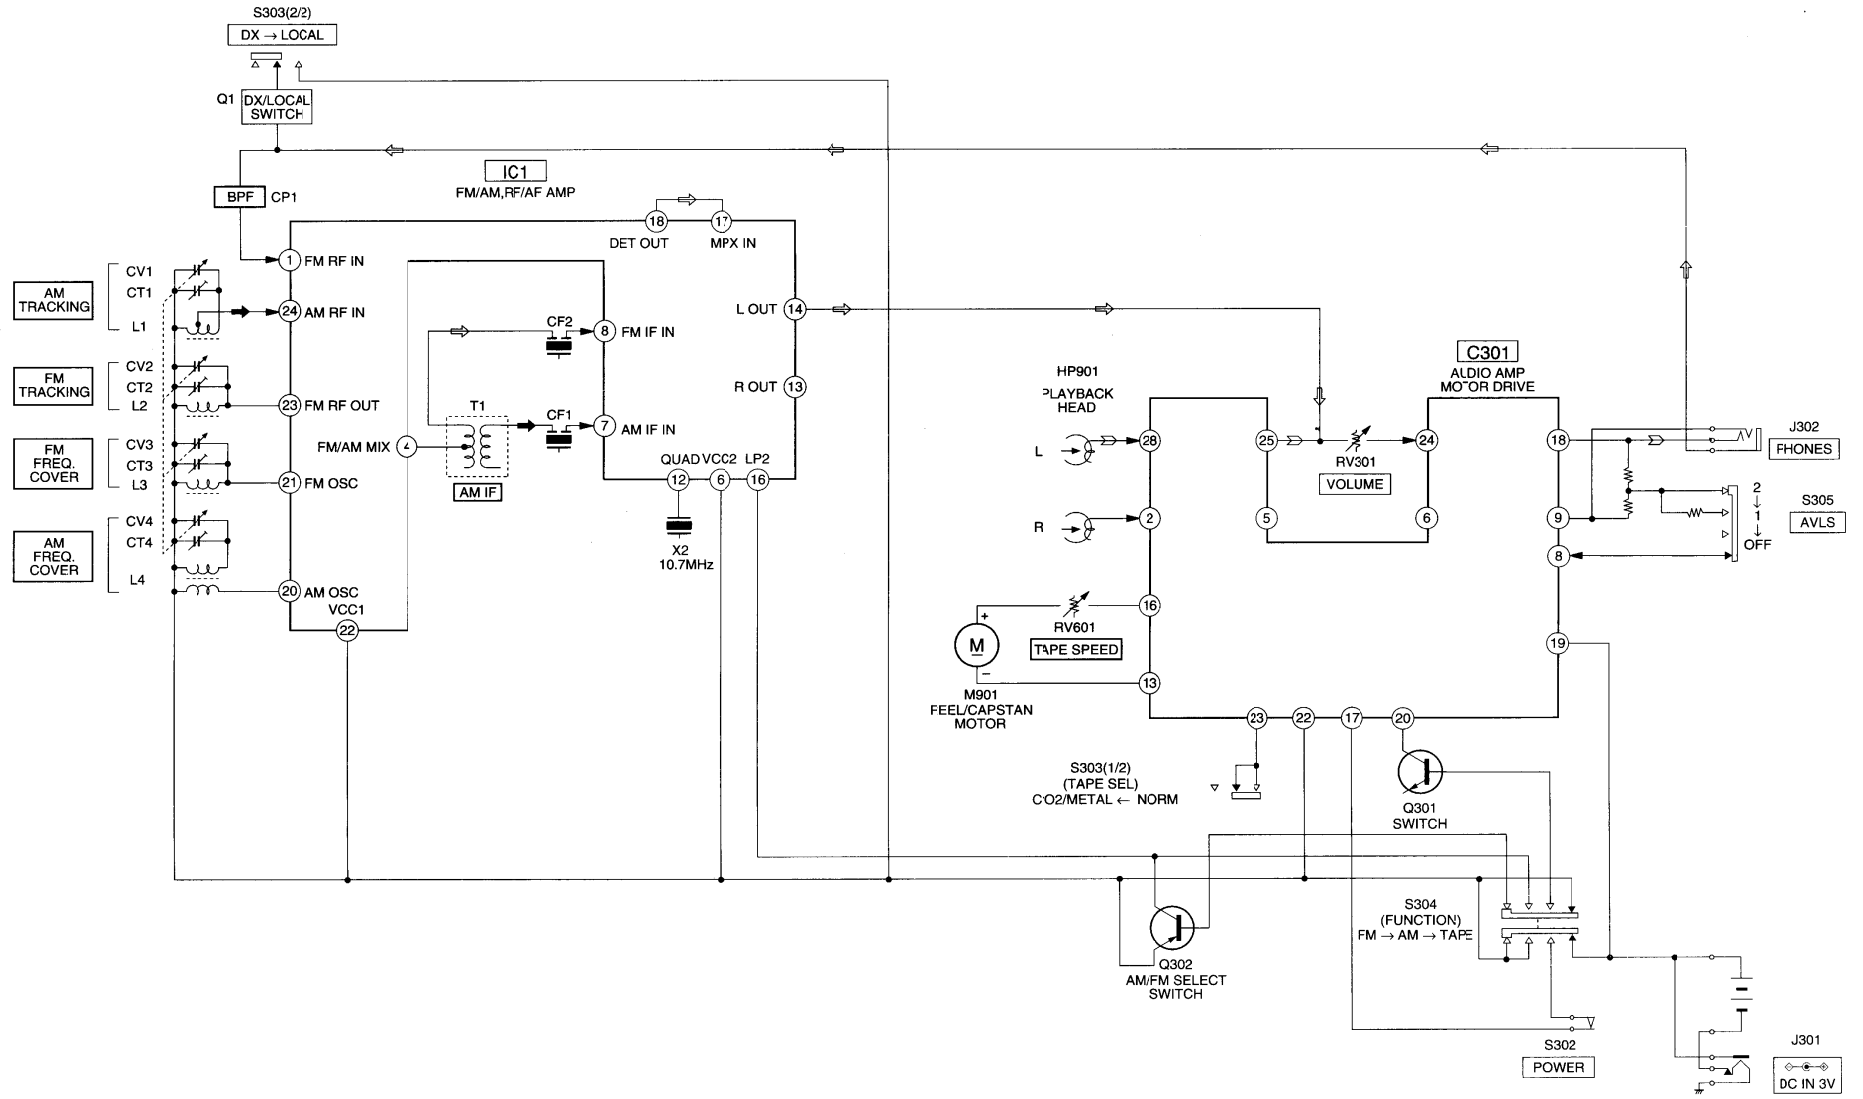 S303(2/2)
DX → LOCAL
Q1
DX/LOCAL
SWITCH
BPF
CP1
IC1
FM/AM,RF/AF AMP
18
17
DET OUT
MPX IN
1
FM RF IN
CV1
CT1
L1
AM
TRACKING
24
AM RF IN
L OUT
14
CF2
8
FM IF IN
CV2
CT2
L2
FM
TRACKING
23
FM RF OUT
R OUT
13
T1
CF1
7
AM IF IN
FM/AM MIX
4
AM IF
CV3
CT3
L3
FM
FREQ.
COVER
21
FM OSC
QUAD
VCC2
LP2
12
6
16
X2
10.7MHz
CV4
CT4
L4
AM
FREQ.
COVER
20
AM OSC
VCC1
22
HP901
PLAYBACK
HEAD
L
R
28
2
25
5
RV301
VOLUME
24
6
C301
AUDIO AMP
MOTOR DRIVE
18
9
8
19
J302
PHONES
2
↓
1
↓
OFF
S305
AVLS
16
RV601
TAPE SPEED
+
M
−
13
M901
FEEL/CAPSTAN
MOTOR
23
22
17
20
S303(1/2)
(TAPE SEL)
C'O2/METAL ← NORM
Q301
SWITCH
Q302
AM/FM SELECT
SWITCH
S304
(FUNCTION)
FM → AM → TAPE
S302
POWER
J301
DC IN 3V